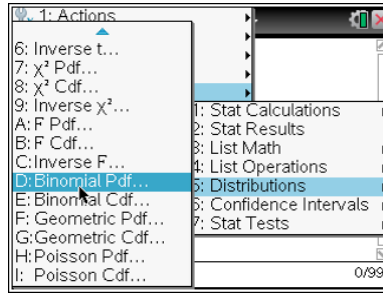 1: Actions
6: Inverse t...
7: χ² Pdf...
8: χ² Cdf...
9: Inverse χ²...
A: F Pdf...
B: F Cdf...
C:Inverse F...
D:Binomial Pdf...
E: Binomial Cdf...
F: Geometric Pdf...
G:Geometric Cdf...
H:Poisson Pdf...
I: Poisson Cdf...
1: Stat Calculations
2: Stat Results
3: List Math
4: List Operations
5: Distributions
6: Confidence Intervals
7: Stat Tests
0/99